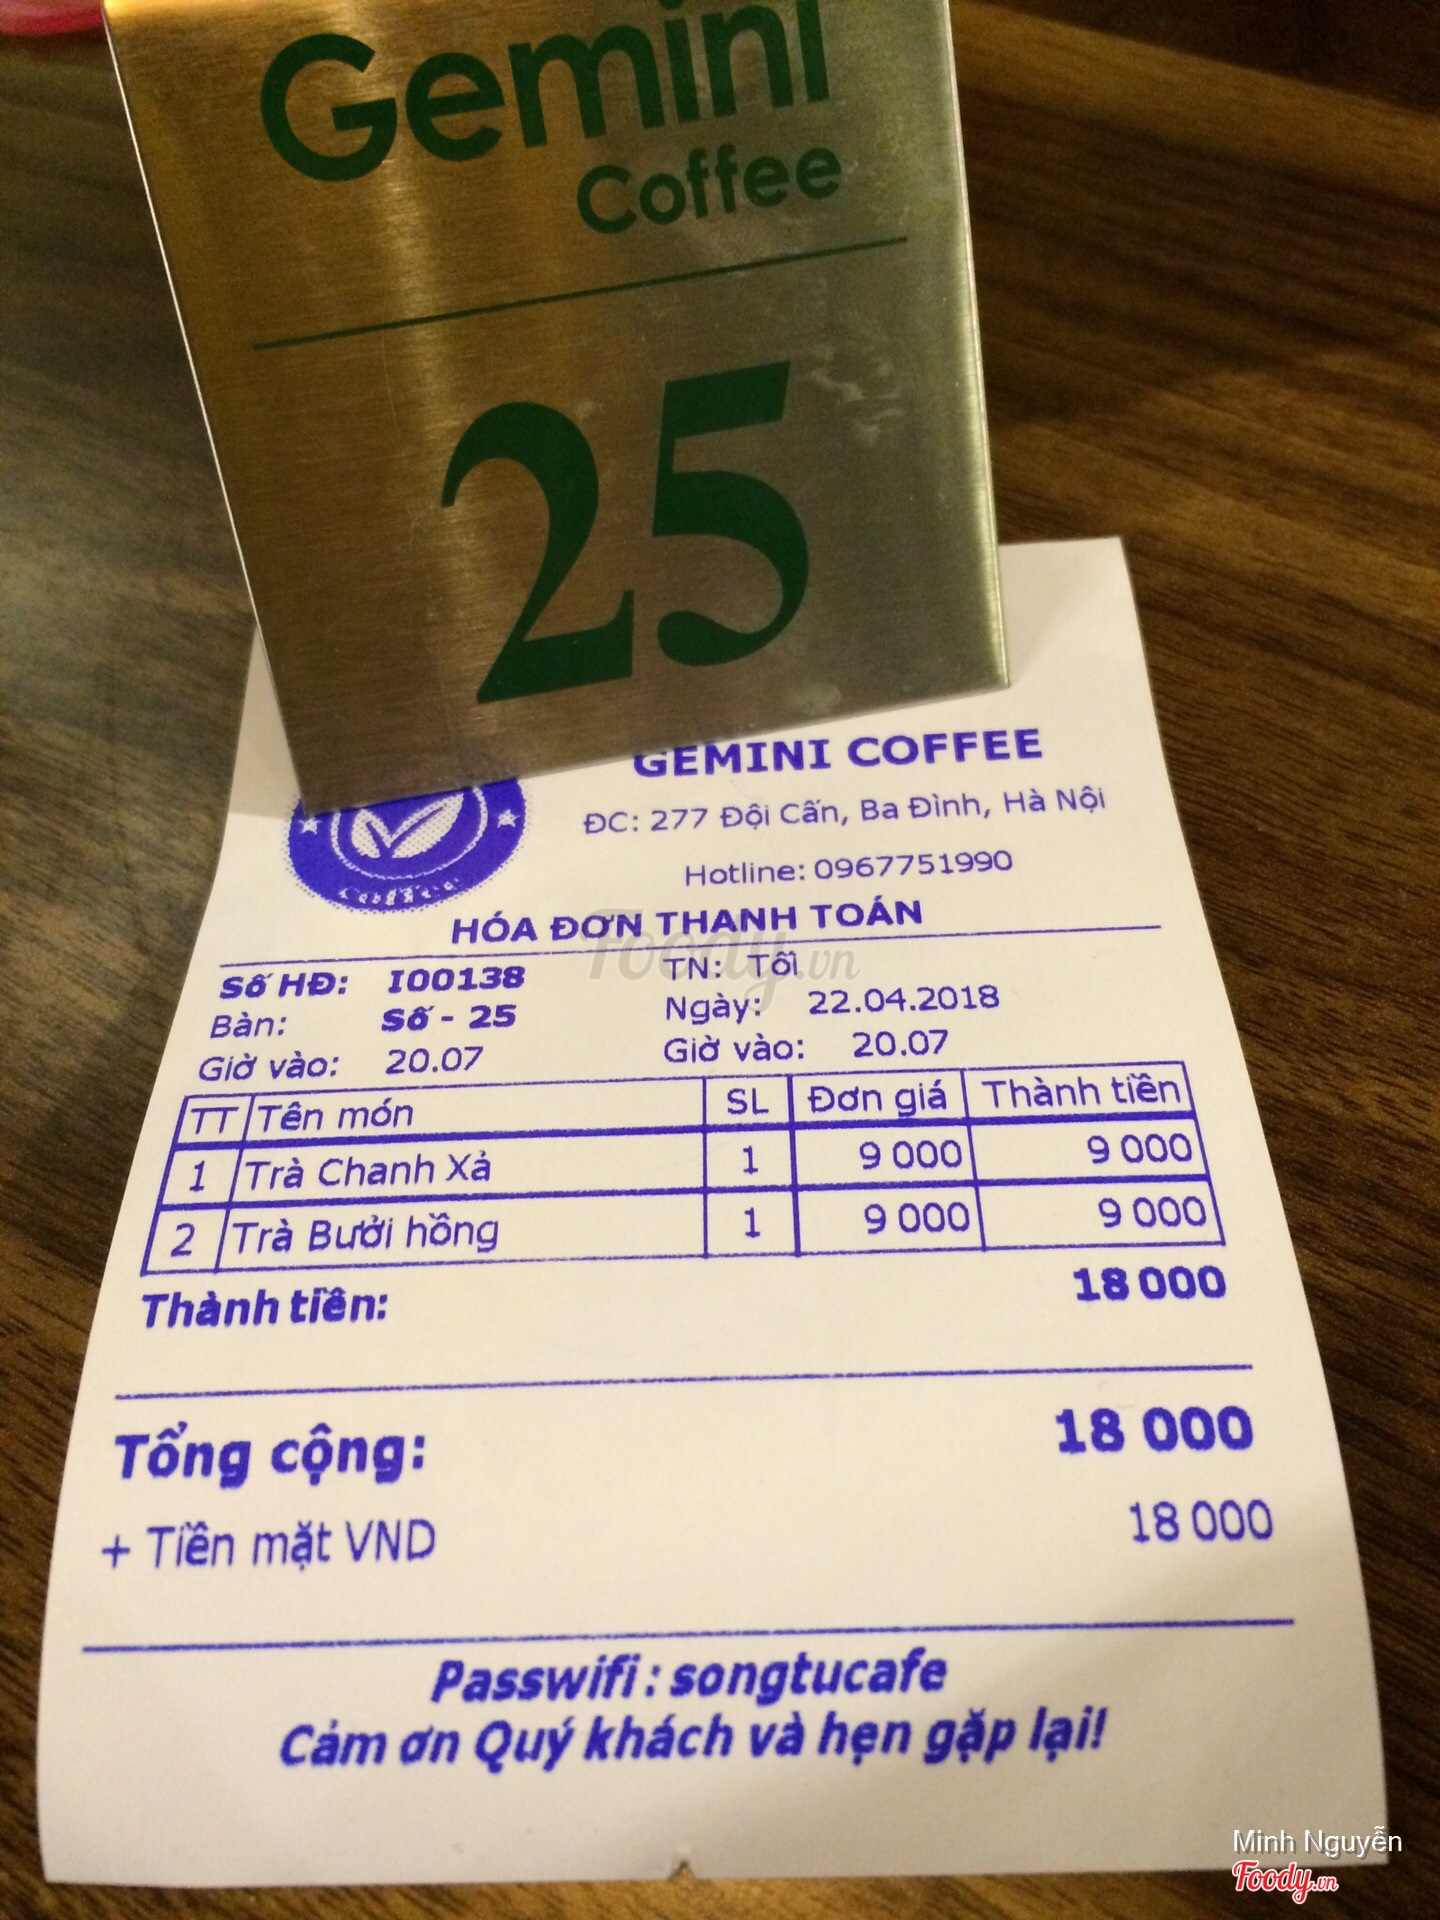 Gemini
Coffee
25
GEMINI COFFEE
ĐC: 277 Đội Cấn, Ba Đình, Hà Nội
Hotline: 0967751990
HÓA ĐƠN THANH TOÁN
Số HĐ: I00138 TN: Tối
Bàn: Số - 25 Ngày: 22.04.2018
Giờ vào: 20.07 Giờ vào: 20.07
TT Tên món SL Đơn giá Thành tiền
1 Trà Chanh Xả 1 9 000 9 000
2 Trà Bưởi hồng 1 9 000 9 000
Thành tiền: 18 000
Tổng cộng: 18 000
+ Tiền mặt VND 18 000
Passwifi : songtucafe
Cảm ơn Quý khách và hẹn gặp lại!
Foody.vn
Minh Nguyễn
Foody.vn